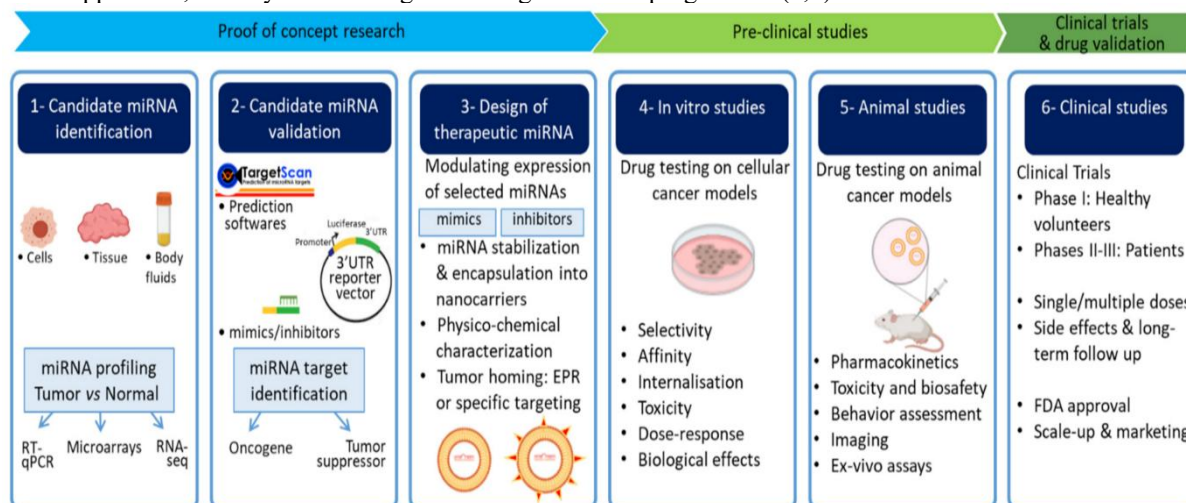 Proof of concept research
Pre-clinical studies
Clinical trials
& drug validation
1- Candidate miRNA
identification
• Cells
• Tissue
• Body
fluids
miRNA profiling
Tumor vs Normal
RT-
qPCR
Microarrays
RNA-
seq
2- Candidate miRNA
validation
TargetScan
Prediction of microRNA targets
• Prediction
softwares
Luciferase
Promoter
3'UTR
3'UTR
reporter
vector
• mimics/inhibitors
miRNA target
identification
Oncogene
Tumor
suppressor
3- Design of
therapeutic miRNA
Modulating expression
of selected miRNAs
mimics
inhibitors
• miRNA stabilization
& encapsulation into
nanocarriers
• Physico-chemical
characterization
• Tumor homing: EPR
or specific targeting
4- In vitro studies
Drug testing on cellular
cancer models
• Selectivity
• Affinity
• Internalisation
• Toxicity
• Dose-response
• Biological effects
5- Animal studies
Drug testing on animal
cancer models
• Pharmacokinetics
• Toxicity and biosafety
• Behavior assessment
• Imaging
• Ex-vivo assays
6- Clinical studies
Clinical Trials
• Phase I: Healthy
volunteers
• Phases II-III: Patients
• Single/multiple doses
• Side effects & long-
term follow up
• FDA approval
• Scale-up & marketing